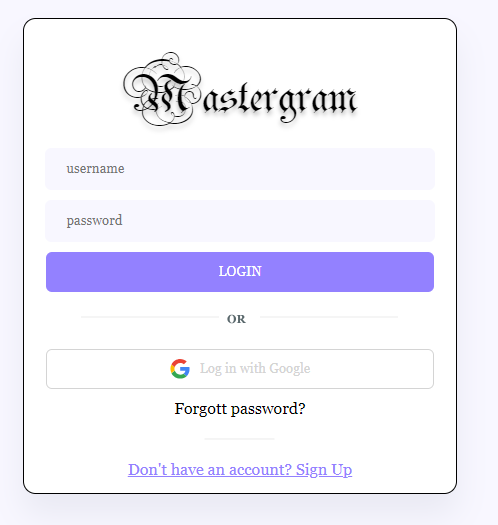 Mastergram
username
password
LOGIN
OR
Log in with Google
Forgott password?
Don't have an account? Sign Up